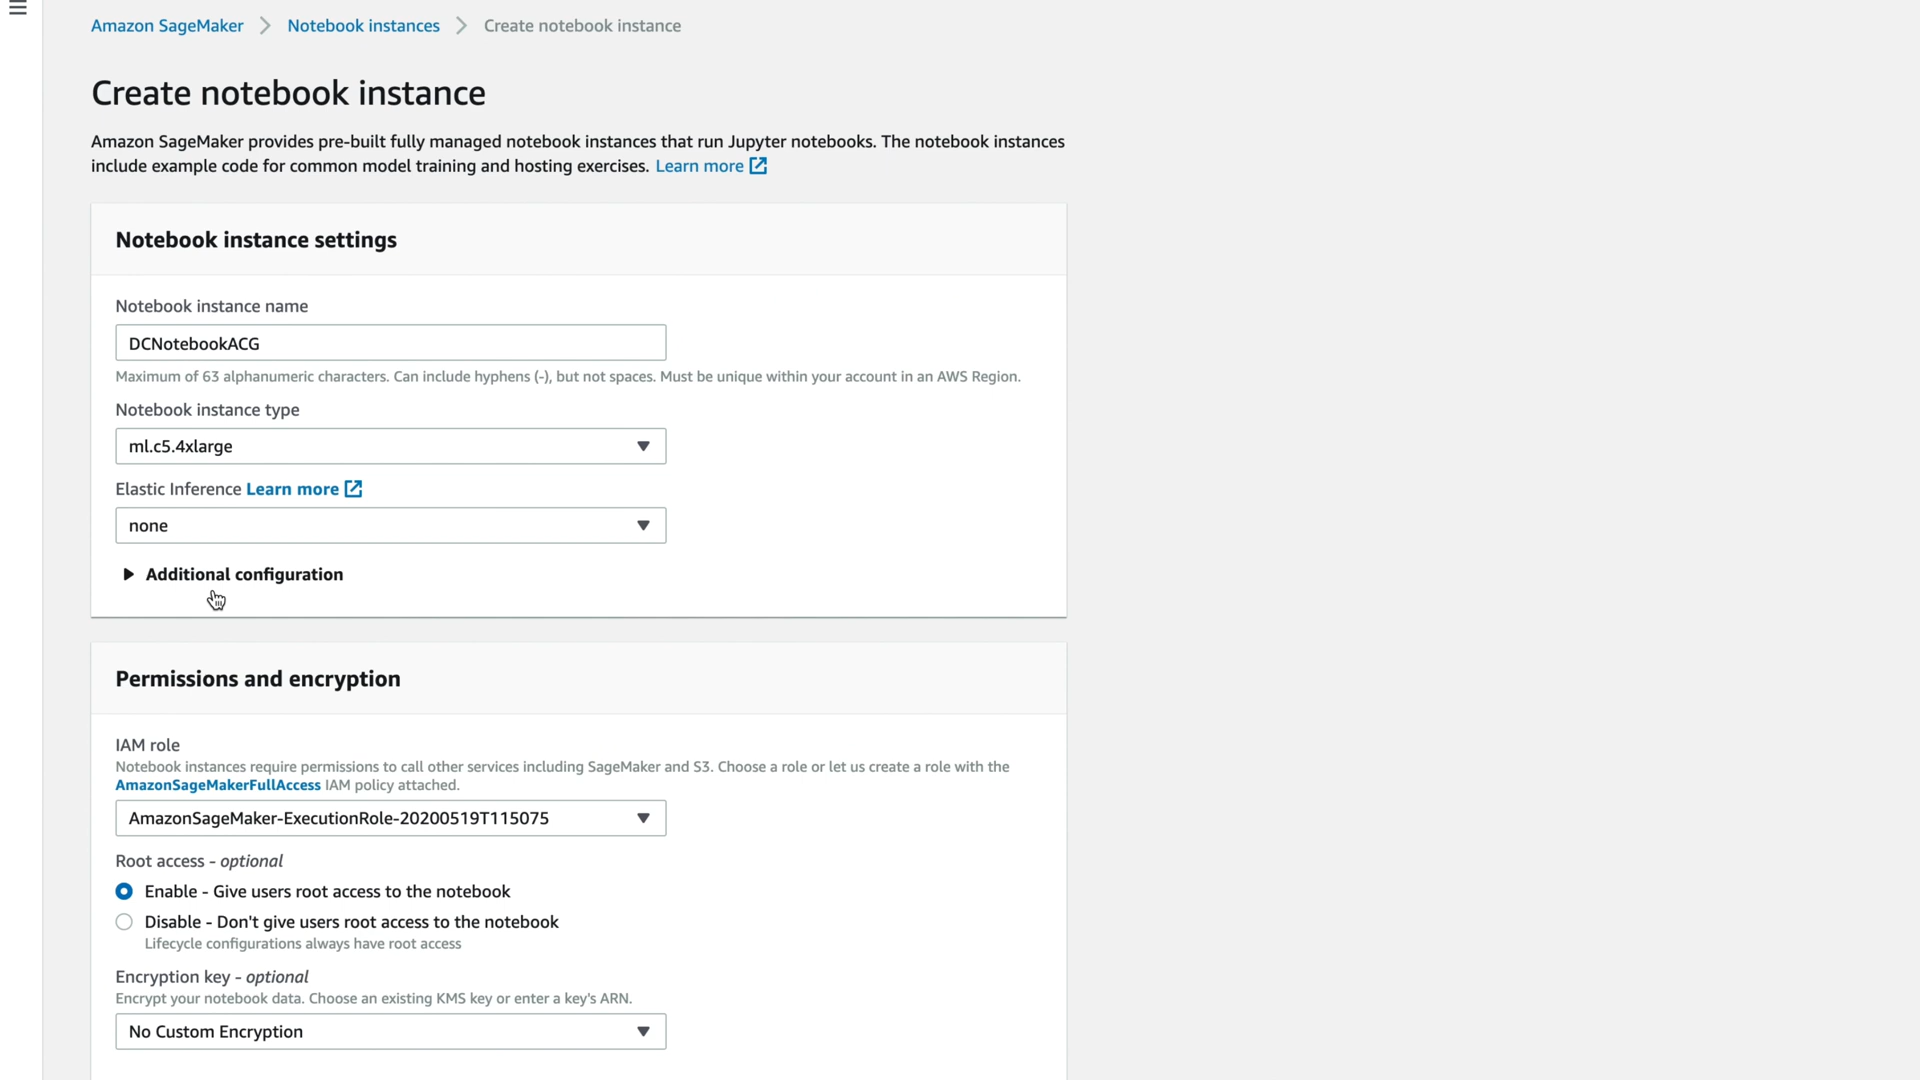 Amazon SageMaker > Notebook instances > Create notebook instance
Create notebook instance
Amazon SageMaker provides pre-built fully managed notebook instances that run Jupyter notebooks. The notebook instances
include example code for common model training and hosting exercises. Learn more
Notebook instance settings
Notebook instance name
DCNotebookACG
Maximum of 63 alphanumeric characters. Can include hyphens (-), but not spaces. Must be unique within your account in an AWS Region.
Notebook instance type
ml.c5.4xlarge
Elastic Inference Learn more
none
Additional configuration
Permissions and encryption
IAM role
Notebook instances require permissions to call other services including SageMaker and S3. Choose a role or let us create a role with the
AmazonSageMakerFullAccess IAM policy attached.
AmazonSageMaker-ExecutionRole-20200519T115075
Root access - optional
Enable - Give users root access to the notebook
Disable - Don't give users root access to the notebook
Lifecycle configurations always have root access
Encryption key - optional
Encrypt your notebook data. Choose an existing KMS key or enter a key's ARN.
No Custom Encryption